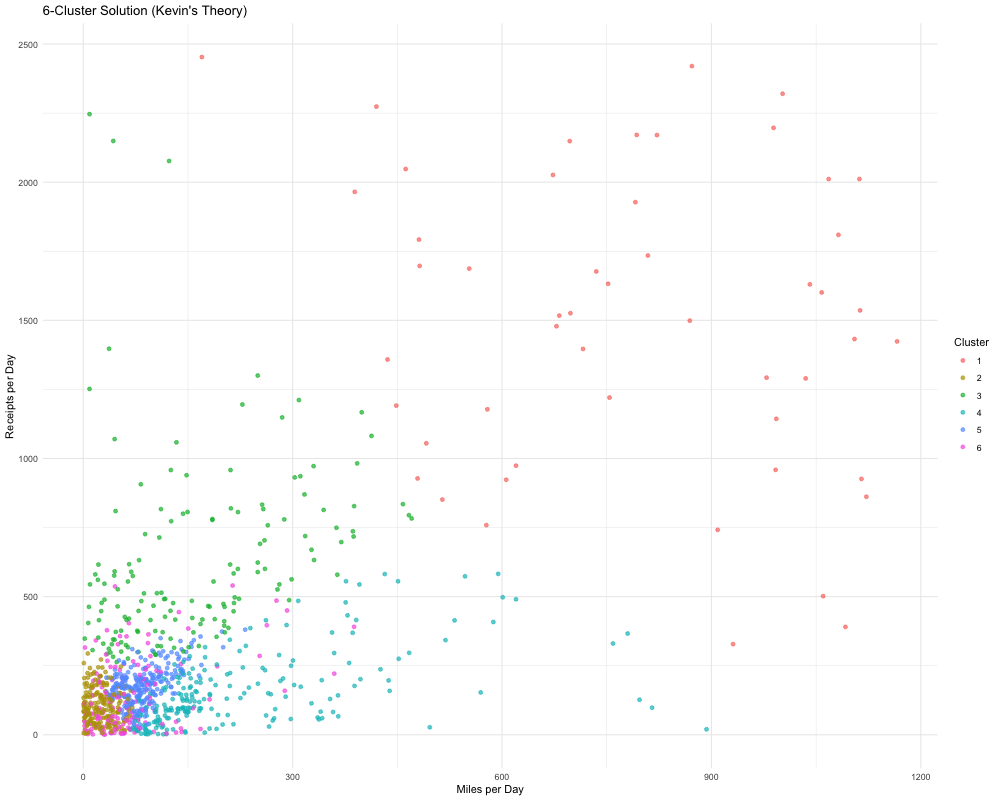 6-Cluster Solution (Kevin's Theory)
2500
2000
1500
1000
500
0
Receipts per Day
0 300 600 900 1200
Miles per Day
Cluster
1
2
3
4
5
6